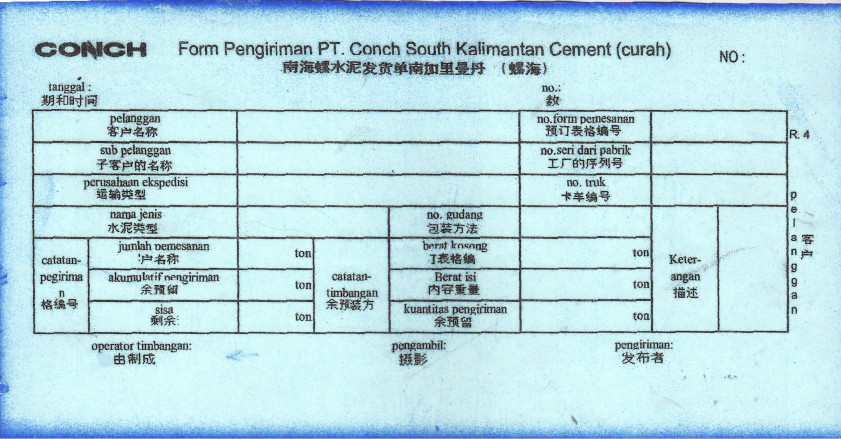 CONCH Form Pengiriman PT. Conch South Kalimantan Cement (curah) NO:
南海螺水泥发货单南加里曼丹 (螺海)
tanggal : no.:
期和时间 数
pelanggan no.form pemesanan
客户名称 预订表格编号
R. 4
sub pelanggan no.seri dari pabrik
子客户的名称 工厂的序列号
perusahaan ekspedisi no. truk
运输类型 卡车编号
nama jenis no. gudang
水泥类型 包装方法
catatan-pegiriman
格编号
jumlah pemesanan ton
户名称
akumulatif pengiriman ton
余预留
sisa ton
剩余:
catatan-
timbangan
余预装方
berat kosong ton
表格编
Berat isi ton
内容重量
kuantitas pengiriman ton
余预留
Keter-
angan
描述
pelanggan
客户
operator timbangan: pengambil: pengiriman:
由制成 摄影 发布者